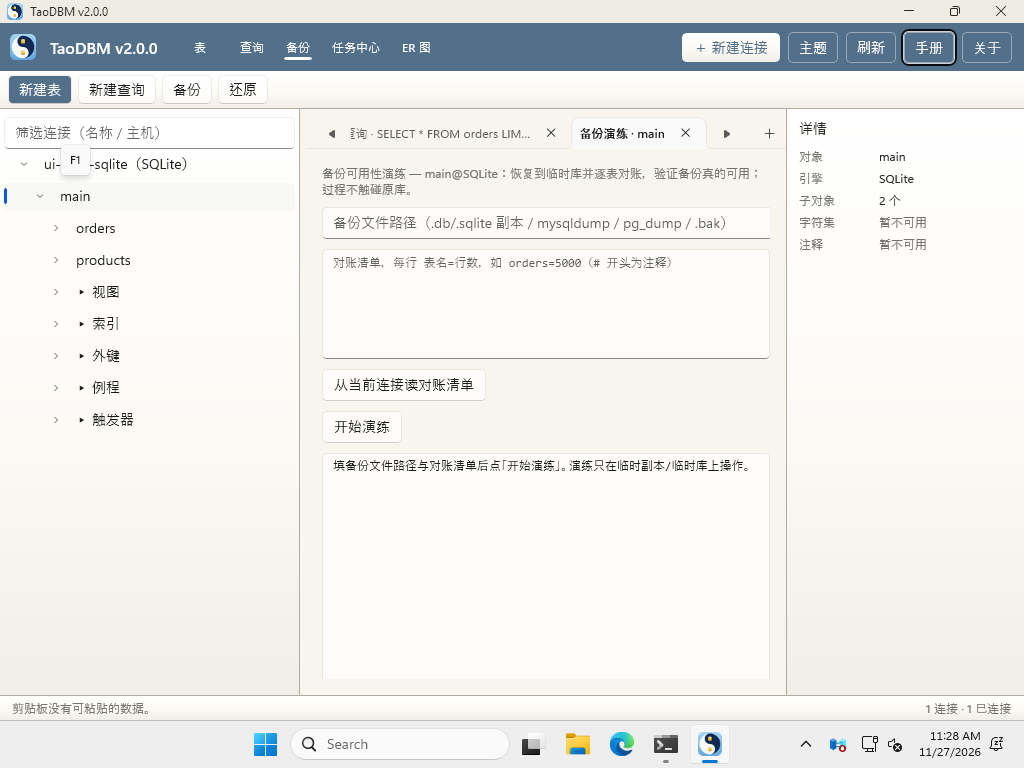 TaoDBM v2.0.0
TaoDBM v2.0.0
表
查询
备份
任务中心
ER 图
+ 新建连接
主题
刷新
手册
关于
新建表
新建查询
备份
还原
筛选连接（名称 / 主机）
F1
ui-
-sqlite（SQLite）
main
orders
products
视图
索引
外键
例程
触发器
询 · SELECT * FROM orders LIM...
备份演练 · main
备份可用性演练 — main@SQLite：恢复到临时库并逐表对账，验证备份真的可用；
过程不触碰原库。
备份文件路径（.db/.sqlite 副本 / mysqldump / pg_dump / .bak）
对账清单，每行 表名=行数，如 orders=5000（# 开头为注释）
从当前连接读对账清单
开始演练
填备份文件路径与对账清单后点「开始演练」。演练只在临时副本/临时库上操作。
详情
对象 main
引擎 SQLite
子对象 2 个
字符集 暂不可用
注释 暂不可用
剪贴板没有可粘贴的数据。
1 连接 · 1 已连接
Search
11:28 AM
11/27/2026